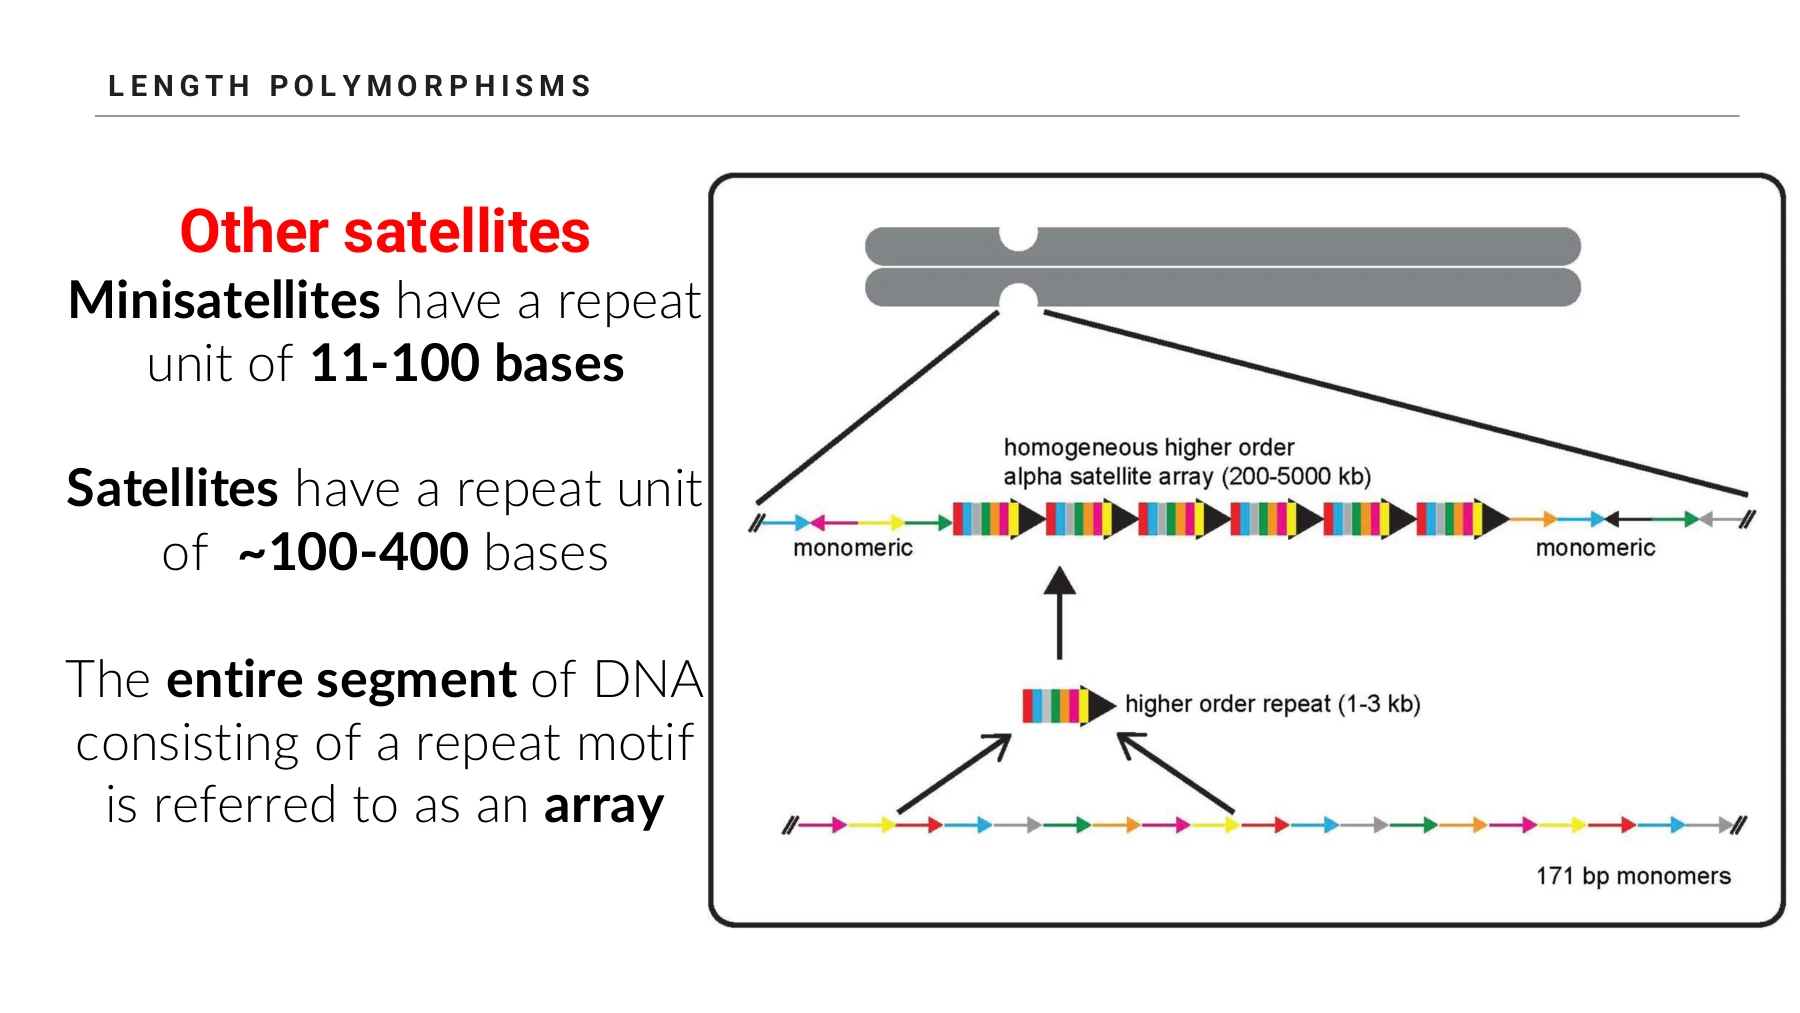 LENGTH POLYMORPHISMS
Other satellites
Minisatellites have a repeat
unit of 11-100 bases
Satellites have a repeat unit
of ~100-400 bases
The entire segment of DNA
consisting of a repeat motif
is referred to as an array
homogeneous higher order
alpha satellite array (200-5000 kb)
monomeric
monomeric
higher order repeat (1-3 kb)
171 bp monomers